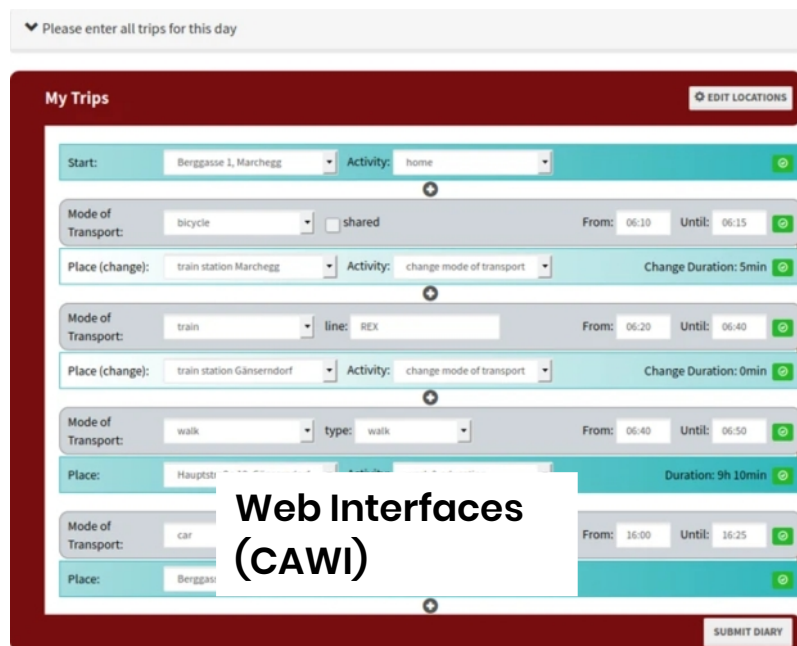 Please enter all trips for this day
My Trips EDIT LOCATIONS
Start: Berggasse 1, Marchegg Activity: home
Mode of Transport: bicycle shared From: 06:10 Until: 06:15
Place (change): train station Marchegg Activity: change mode of transport Change Duration: 5min
Mode of Transport: train line: REX From: 06:20 Until: 06:40
Place (change): train station Gänserndorf Activity: change mode of transport Change Duration: 0min
Mode of Transport: walk type: walk From: 06:40 Until: 06:50
Place: Duration: 9h 10min
Mode of Transport: car From: 16:00 Until: 16:25
Place:
Web Interfaces
(CAWI)
SUBMIT DIARY